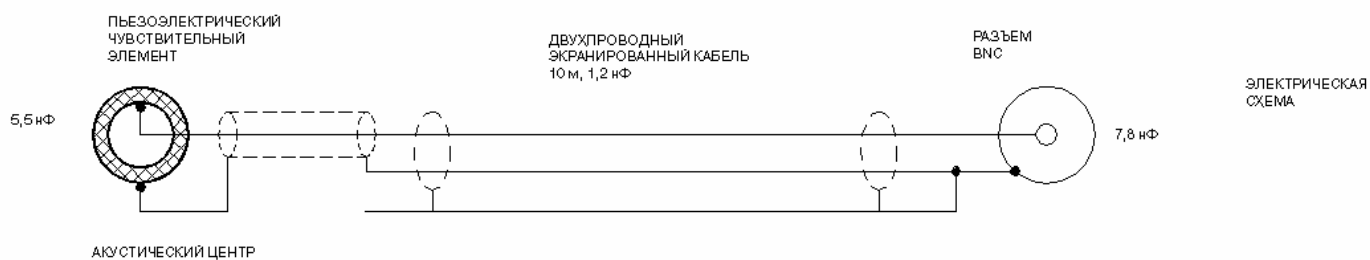 ПЬЕЗОЭЛЕКТРИЧЕСКИЙ
ЧУВСТВИТЕЛЬНЫЙ
ЭЛЕМЕНТ
ДВУХПРОВОДНЫЙ
ЭКРАНИРОВАННЫЙ КАБЕЛЬ
10 м, 1,2 нФ
РАЗЪЕМ
BNC
ЭЛЕКТРИЧЕСКАЯ
СХЕМА
5,5 нФ
7,8 нФ
АКУСТИЧЕСКИЙ ЦЕНТР